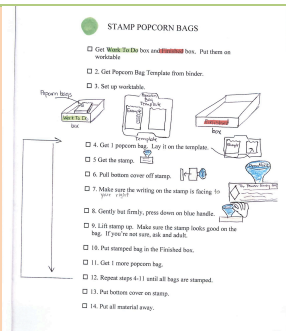 STAMP POPCORN BAGS
Get Work To Do box and Finished box. Put them on
worktable
2. Get Popcorn Bag Template from binder.
3. Set up worktable.
Popcorn bags
Work To Do
box
Popcorn
Bag
Template
Template
Finished
box
4. Get 1 popcorn bag. Lay it on the template.
5 Get the stamp.
6. Pull bottom cover off stamp.
7. Make sure the writing on the stamp is facing to
your right
8. Gently but firmly, press down on blue handle.
9. Lift stamp up. Make sure the stamp looks good on the
bag. If you're not sure, ask and adult.
10. Put stamped bag in the Finished box.
11. Get 1 more popcorn bag.
12. Repeat steps 4-11 until all bags are stamped.
13. Put bottom cover on stamp.
14. Put all material away.